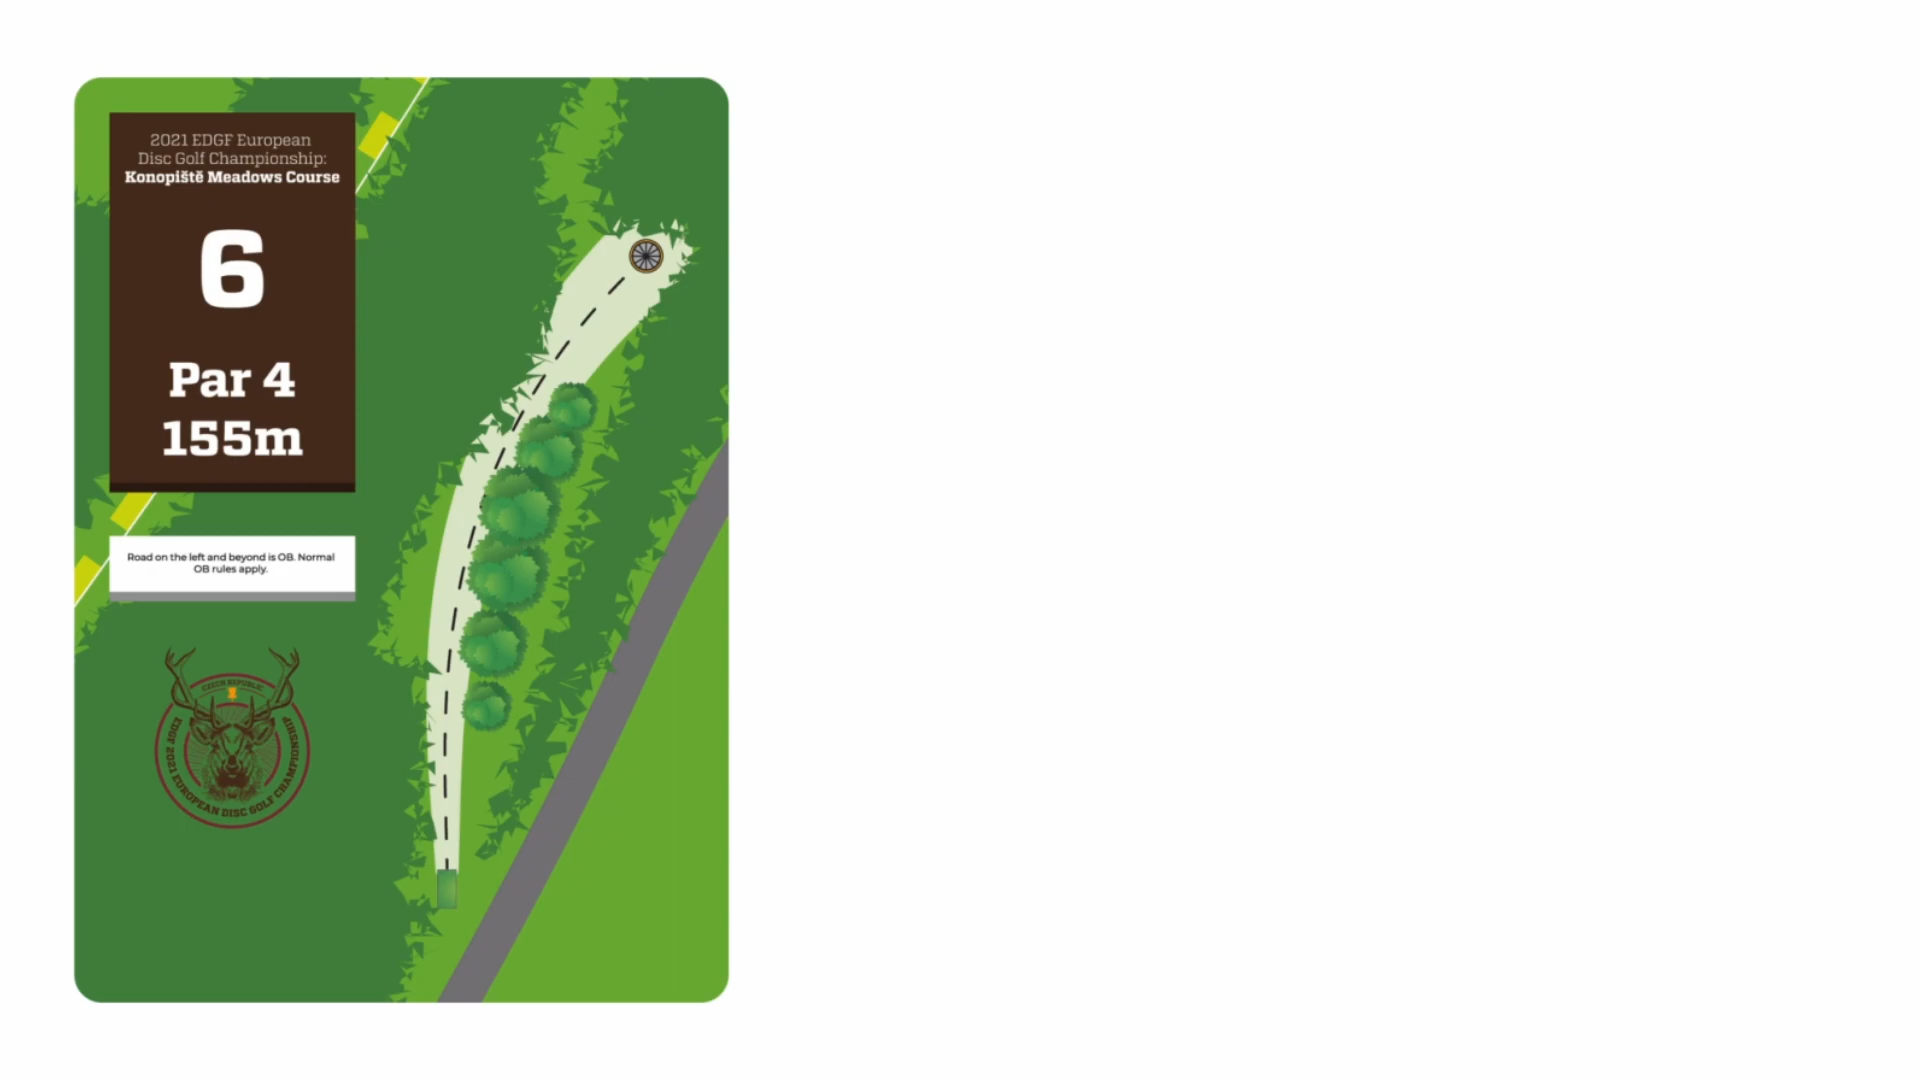 2021 EDGF European
Disc Golf Championship:
Konopiště Meadows Course
6
Par 4
155m
Road on the left and beyond is OB. Normal
OB rules apply.
CZECH REPUBLIC
EDGF 2021 EUROPEAN DISC GOLF CHAMPIONSHIP